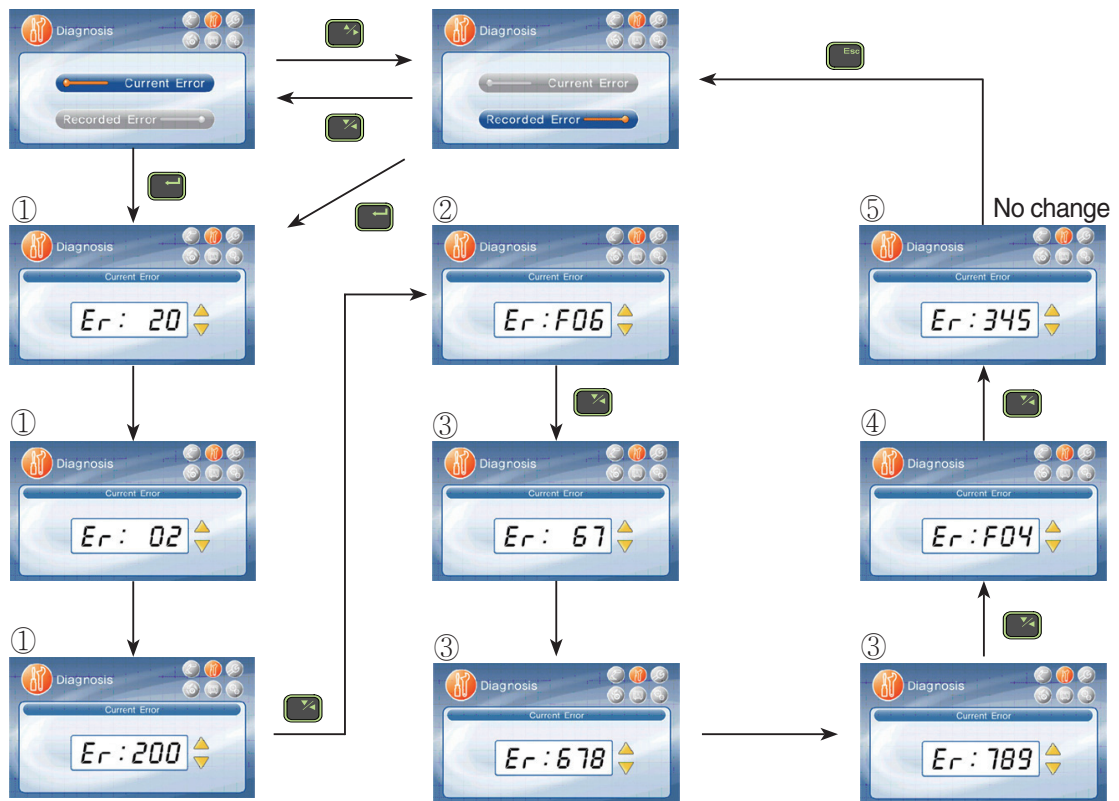 Diagnosis
Current Error
Recorded Error
Diagnosis
Current Error
Recorded Error
Esc
①
Diagnosis
Current Error
Er: 20
②
Diagnosis
Current Error
Er:F06
⑤
No change
Diagnosis
Current Error
Er:345
①
Diagnosis
Current Error
Er: 02
③
Diagnosis
Current Error
Er: 67
④
Diagnosis
Current Error
Er:F04
①
Diagnosis
Current Error
Er:200
③
Diagnosis
Current Error
Er:678
③
Diagnosis
Current Error
Er:789